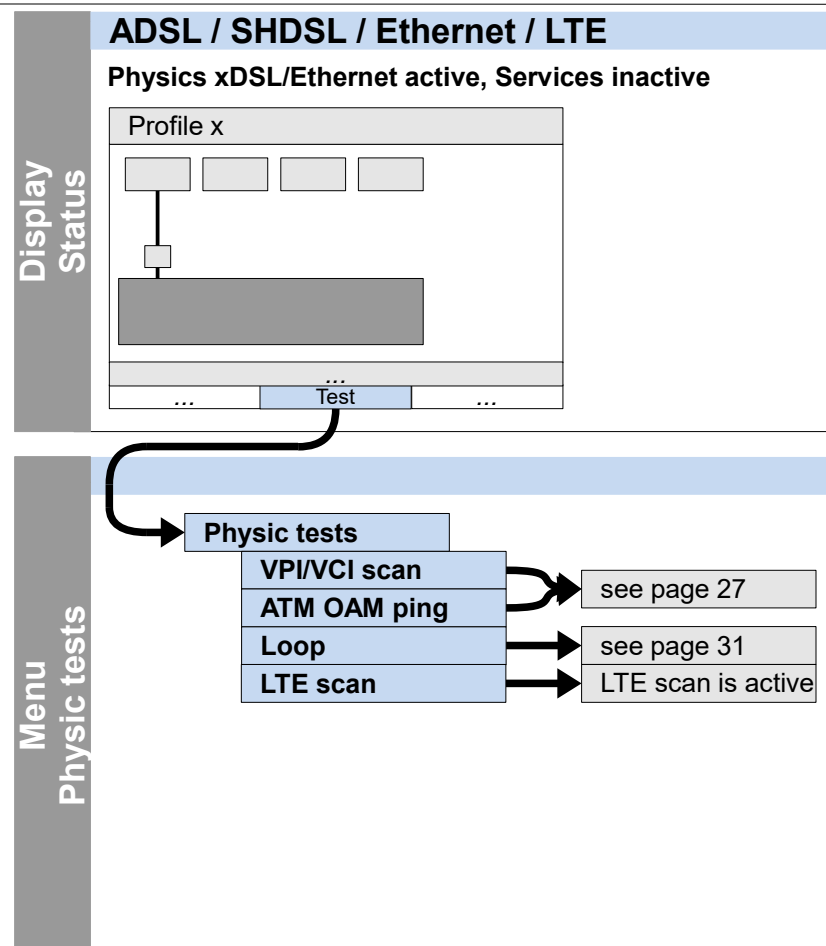 ADSL / SHDSL / Ethernet / LTE
Physics xDSL/Ethernet active, Services inactive
Display
Status
Profile x
...
... Test ...
Menu
Physic tests
Physic tests
VPI/VCI scan
ATM OAM ping
see page 27
Loop see page 31
LTE scan LTE scan is active